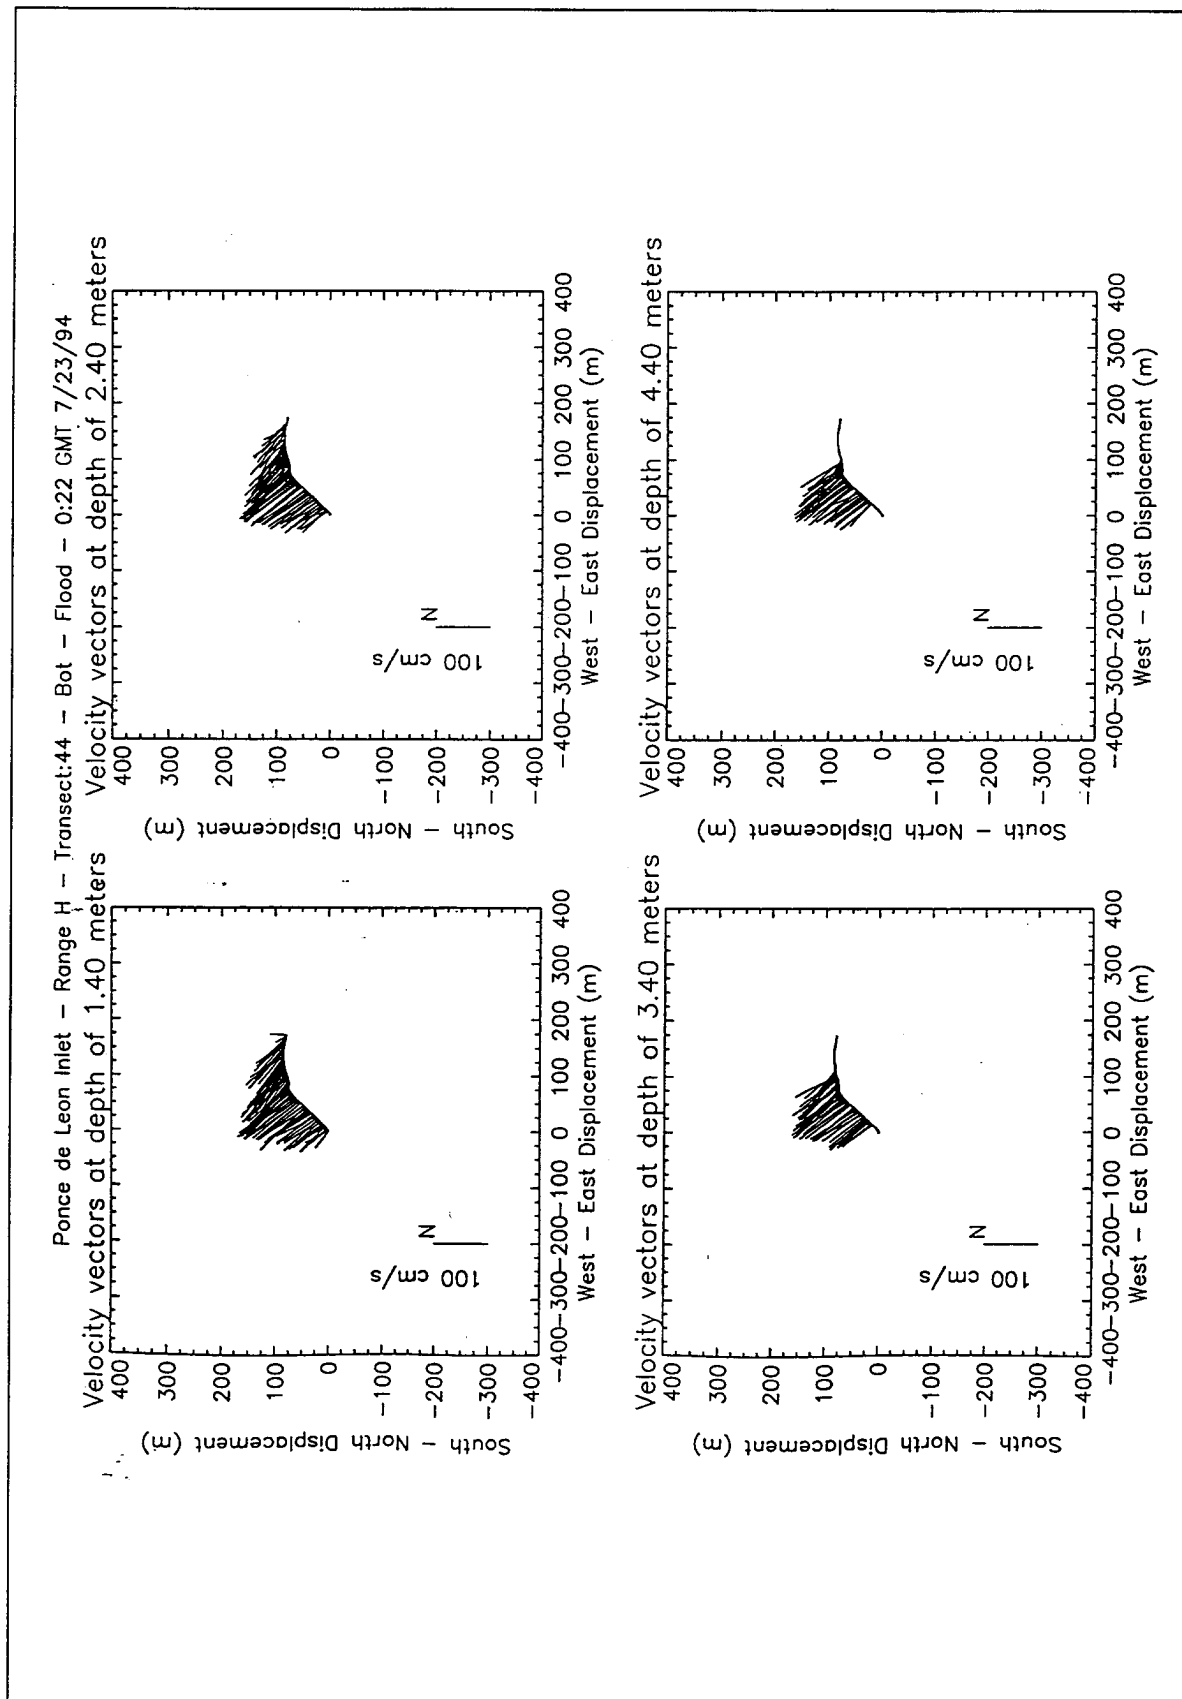 Ponce de Leon Inlet – Range H – Transect:44 – Bot – Flood – 0:22 GMT 7/23/94
Velocity vectors at depth of 1.40 meters
400
300
200
100
0
–100
–200
–300
–400
South – North Displacement (m)
100 cm/s
N
–400–300–200–100 0 100 200 300 400
West – East Displacement (m)
Velocity vectors at depth of 2.40 meters
400
300
200
100
0
–100
–200
–300
–400
South – North Displacement (m)
100 cm/s
N
–400–300–200–100 0 100 200 300 400
West – East Displacement (m)
Velocity vectors at depth of 3.40 meters
400
300
200
100
0
–100
–200
–300
–400
South – North Displacement (m)
100 cm/s
N
–400–300–200–100 0 100 200 300 400
West – East Displacement (m)
Velocity vectors at depth of 4.40 meters
400
300
200
100
0
–100
–200
–300
–400
South – North Displacement (m)
100 cm/s
N
–400–300–200–100 0 100 200 300 400
West – East Displacement (m)